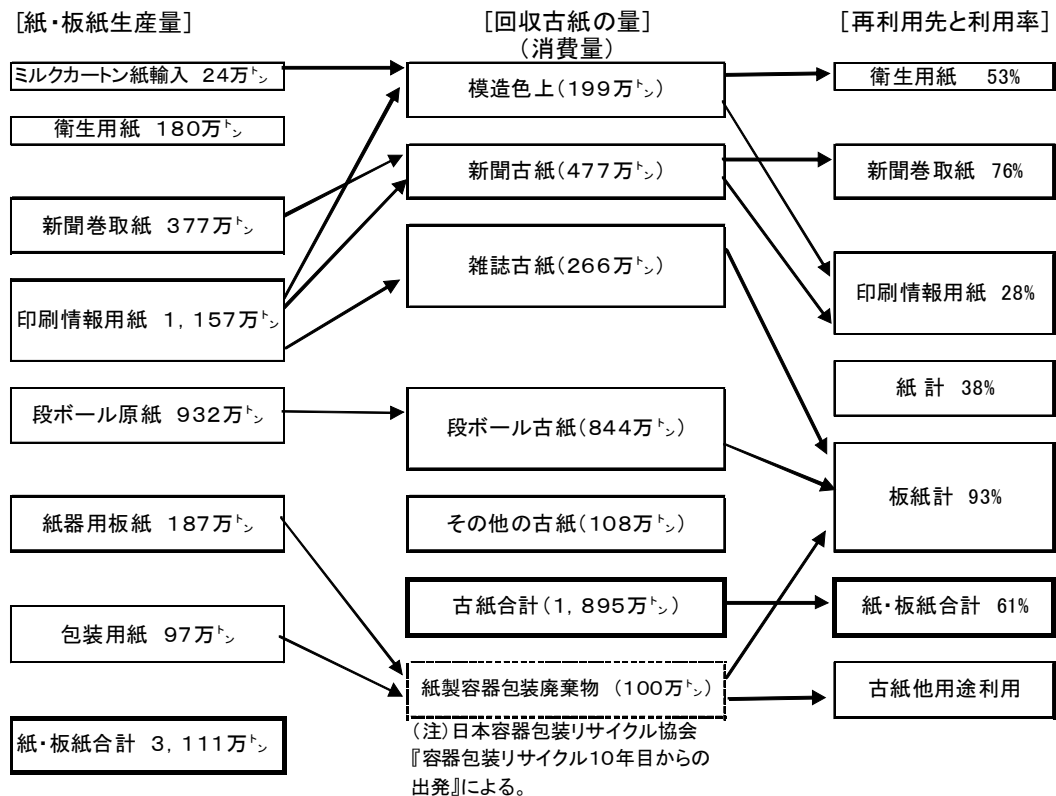 [紙・板紙生産量]
ミルクカートン紙輸入 24万トン
衛生用紙 180万トン
新聞巻取紙 377万トン
印刷情報用紙 1,157万トン
段ボール原紙 932万トン
紙器用板紙 187万トン
包装用紙 97万トン
紙・板紙合計 3,111万トン
[回収古紙の量]
(消費量)
模造色上(199万トン)
新聞古紙(477万トン)
雑誌古紙(266万トン)
段ボール古紙(844万トン)
その他の古紙(108万トン)
古紙合計(1,895万トン)
紙製容器包装廃棄物 (100万トン)
(注)日本容器包装リサイクル協会
『容器包装リサイクル10年目からの
出発』による。
[再利用先と利用率]
衛生用紙 53%
新聞巻取紙 76%
印刷情報用紙 28%
紙 計 38%
板紙計 93%
紙・板紙合計 61%
古紙他用途利用